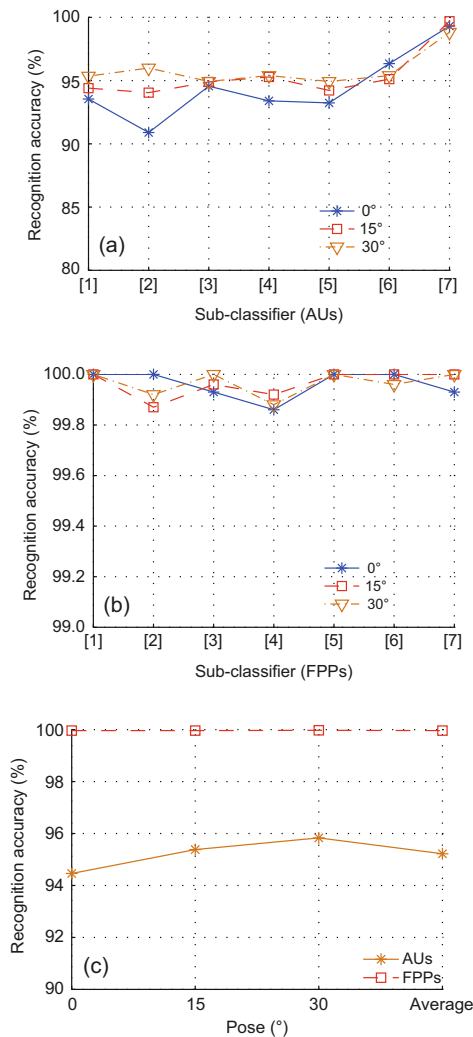 100
95
90
85
80
Recognition accuracy (%)
(a)
0°
15°
30°
[1] [2] [3] [4] [5] [6] [7]
Sub-classifier (AUs)
100.0
99.8
99.6
99.4
99.2
99.0
Recognition accuracy (%)
(b)
0°
15°
30°
[1] [2] [3] [4] [5] [6] [7]
Sub-classifier (FPPs)
100
98
96
94
92
90
Recognition accuracy (%)
(c)
AUs
FPPs
0 15 30 Average
Pose (°)